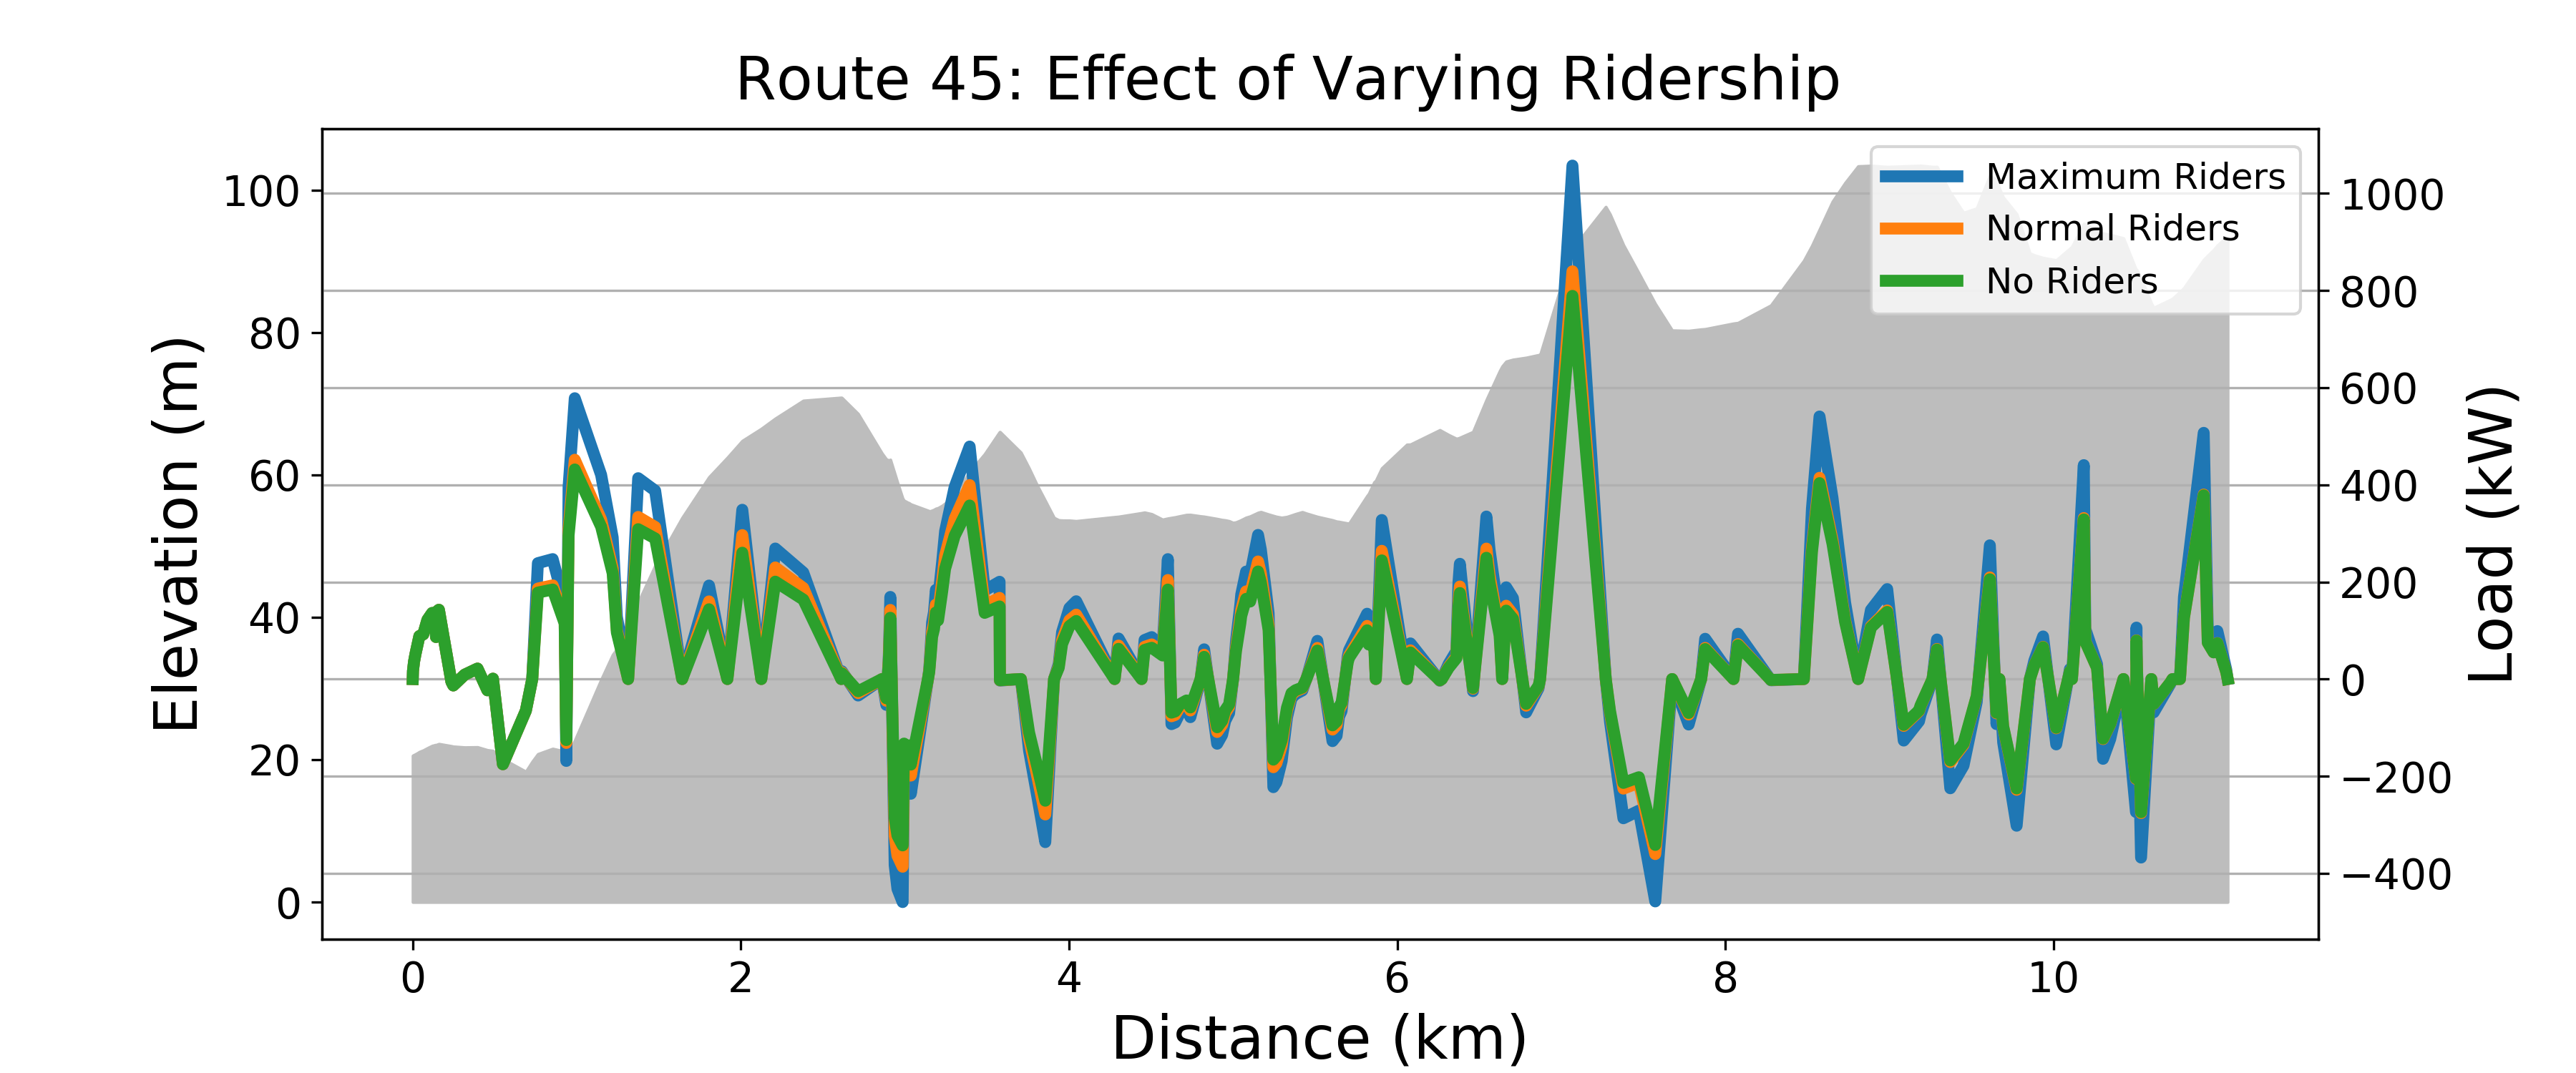 Route 45: Effect of Varying Ridership
Elevation (m)
100
80
60
40
20
0
Maximum Riders
Normal Riders
No Riders
1000
800
600
400
200
0
−200
−400
Load (kW)
0 2 4 6 8 10
Distance (km)